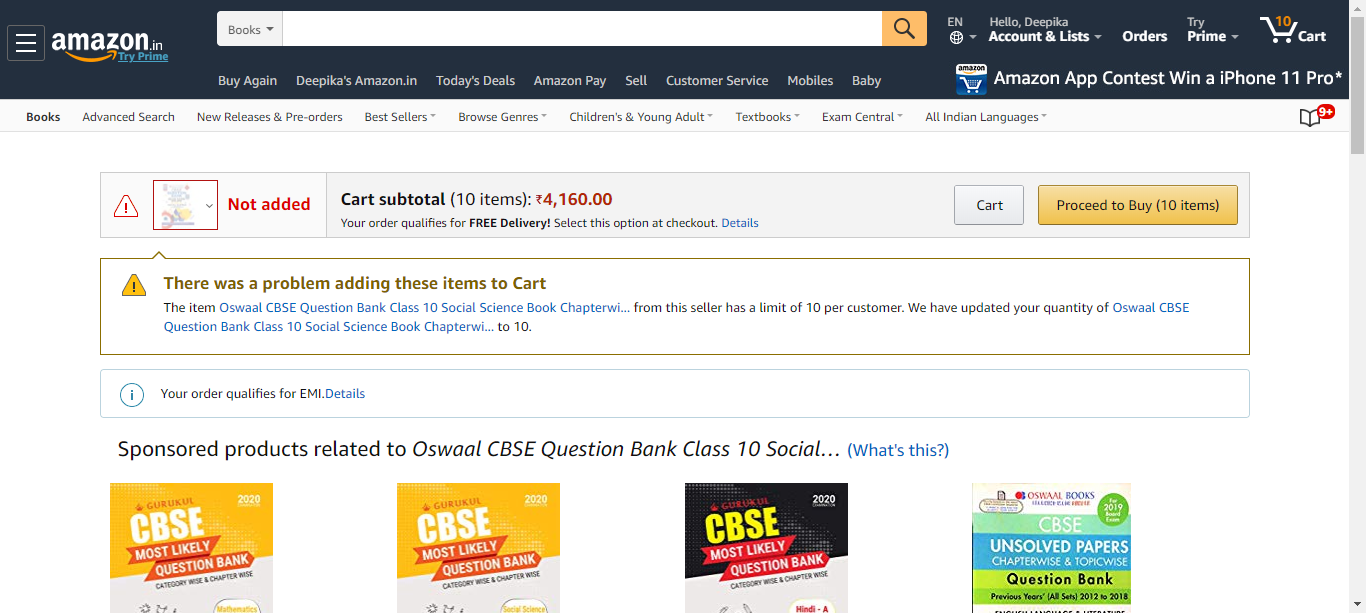 amazon.in
Try Prime
Books
EN
Hello, Deepika
Account & Lists
Orders
Try
Prime
10
Cart
Buy Again
Deepika's Amazon.in
Today's Deals
Amazon Pay
Sell
Customer Service
Mobiles
Baby
amazon
Amazon App Contest Win a iPhone 11 Pro*
Books
Advanced Search
New Releases & Pre-orders
Best Sellers
Browse Genres
Children's & Young Adult
Textbooks
Exam Central
All Indian Languages
9+
Not added
Cart subtotal (10 items): ₹4,160.00
Your order qualifies for FREE Delivery! Select this option at checkout. Details
Cart
Proceed to Buy (10 items)
There was a problem adding these items to Cart
The item Oswaal CBSE Question Bank Class 10 Social Science Book Chapterwi... from this seller has a limit of 10 per customer. We have updated your quantity of Oswaal CBSE
Question Bank Class 10 Social Science Book Chapterwi... to 10.
Your order qualifies for EMI.Details
Sponsored products related to Oswaal CBSE Question Bank Class 10 Social... (What's this?)
GURUKUL
2020
CBSE
MOST LIKELY
QUESTION BANK
CATEGORY WISE & CHAPTER WISE
Mathematics
GURUKUL
2020
CBSE
MOST LIKELY
QUESTION BANK
CATEGORY WISE & CHAPTER WISE
Social Science
GURUKUL
2020
CBSE
MOST LIKELY
QUESTION BANK
CATEGORY WISE & CHAPTER WISE
Hindi - A
OSWAAL BOOKS
For
2019
Board
Exam
CBSE
UNSOLVED PAPERS
CHAPTERWISE & TOPICWISE
Question Bank
Previous Years' (All Sets) 2012 to 2018
ENGLISH LANGUAGE & LITERATURE